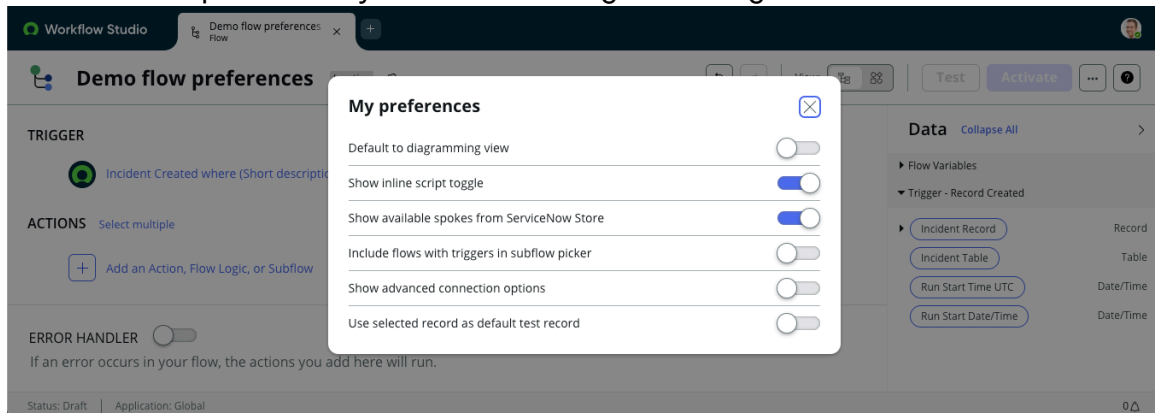 Workflow Studio
Demo flow preferences
Flow
Demo flow preferences
View:
Test
Activate
My preferences
Default to diagramming view
Show inline script toggle
Show available spokes from ServiceNow Store
Include flows with triggers in subflow picker
Show advanced connection options
Use selected record as default test record
TRIGGER
Incident Created where (Short descriptio
ACTIONS Select multiple
Add an Action, Flow Logic, or Subflow
ERROR HANDLER
If an error occurs in your flow, the actions you add here will run.
Data Collapse All
Flow Variables
Trigger - Record Created
Incident Record Record
Incident Table Table
Run Start Time UTC Date/Time
Run Start Date/Time Date/Time
Status: Draft | Application: Global
0